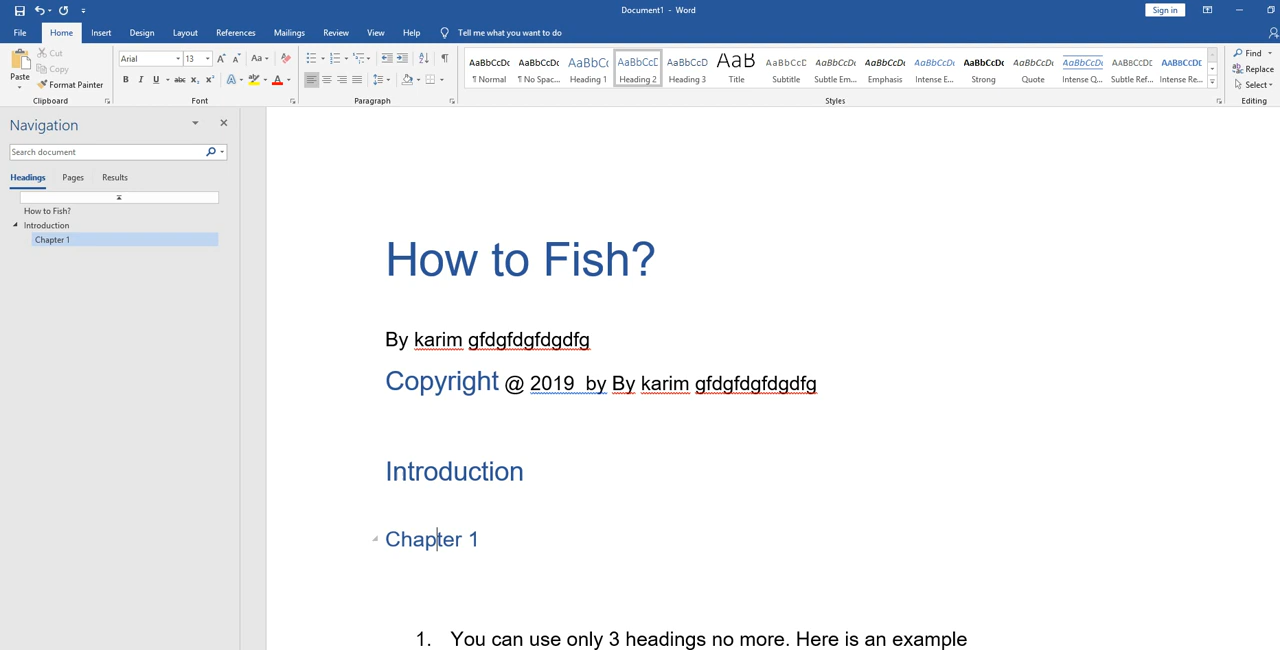 Document1 - Word
Sign in
File Home Insert Design Layout References Mailings Review View Help Tell me what you want to do
Paste
Cut
Copy
Format Painter
Clipboard
Arial 13
Aa
B I U abc x₂ x² A A
Font
Paragraph
AaBbCcDc AaBbCcDc AaBbCc AaBbCcE AaBbCcD AaB AaBbCcD AaBbCcDc AaBbCcDc AaBbCcDc AaBbCcDc AaBbCcDc AaBbCcDc AaBbCcDc AaBbCcDc
¶ Normal ¶ No Spac... Heading 1 Heading 2 Heading 3 Title Subtitle Subtle Em... Emphasis Intense E... Strong Quote Intense Q... Subtle Ref... Intense Re...
Styles
Find
Replace
Select
Editing
Navigation
Search document
Headings Pages Results
How to Fish?
Introduction
Chapter 1
How to Fish?
By karim gfdgfdgfdgdfg
Copyright @ 2019 by By karim gfdgfdgfdgdfg
Introduction
Chapter 1
1. You can use only 3 headings no more. Here is an example